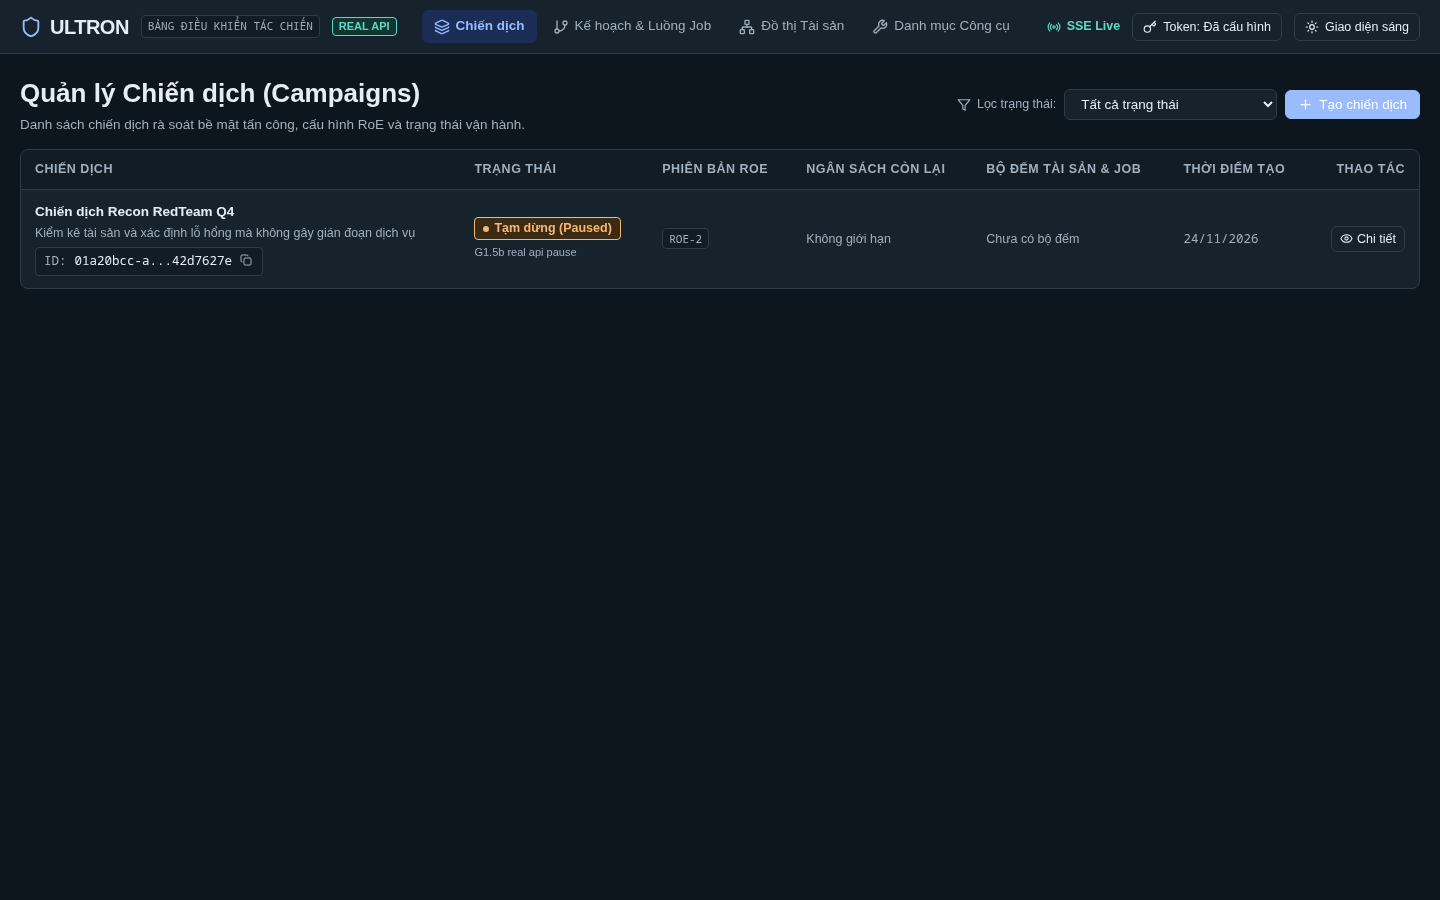 ULTRON
BẢNG ĐIỀU KHIỂN TÁC CHIẾN
REAL API
Chiến dịch
Kế hoạch & Luồng Job
Đồ thị Tài sản
Danh mục Công cụ
SSE Live
Token: Đã cấu hình
Giao diện sáng
Quản lý Chiến dịch (Campaigns)
Danh sách chiến dịch rà soát bề mặt tấn công, cấu hình RoE và trạng thái vận hành.
Lọc trạng thái:
Tất cả trạng thái
Tạo chiến dịch
CHIẾN DỊCH
TRẠNG THÁI
PHIÊN BẢN ROE
NGÂN SÁCH CÒN LẠI
BỘ ĐẾM TÀI SẢN & JOB
THỜI ĐIỂM TẠO
THAO TÁC
Chiến dịch Recon RedTeam Q4
Kiểm kê tài sản và xác định lỗ hổng mà không gây gián đoạn dịch vụ
ID: 01a20bcc-a...42d7627e
Tạm dừng (Paused)
G1.5b real api pause
ROE-2
Không giới hạn
Chưa có bộ đếm
24/11/2026
Chi tiết